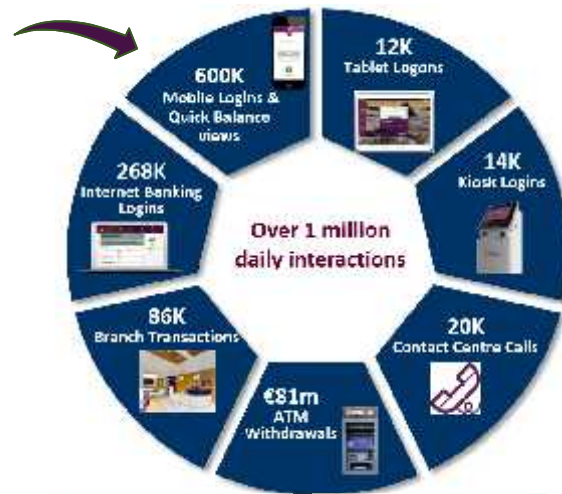 600K
Mobile Logins &
Quick Balance
views
12K
Tablet Logons
14K
Kiosk Logins
20K
Contact Centre Calls
€81m
ATM
Withdrawals
86K
Branch Transactions
268K
Internet Banking
Logins
Over 1 million
daily interactions